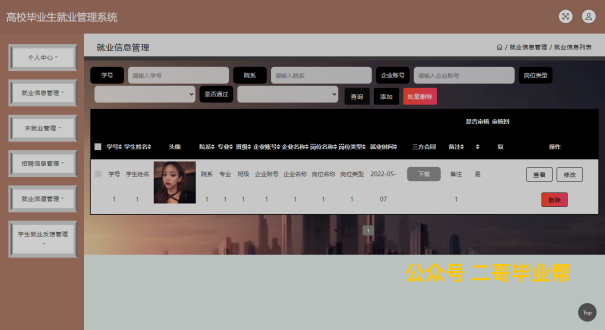 高校毕业生就业管理系统
就业信息管理
/ 就业信息管理 / 就业信息列表
个人中心
就业信息管理
未就业管理
招聘信息管理
就业派遣管理
学生就业反馈管理
学号 请输入学号 院系 请输入院系 企业账号 请输入企业账号 岗位类型
是否通过 查询 添加 批量删除
是否审核 审核回
学号 学生姓名 头像 院系 专业 班级 企业账号 企业名称 岗位名称 岗位类型 就业时间 三方合同 备注 复 操作
学号 学生姓名 院系 专业 班级 企业账号 企业名称 岗位名称 岗位类型 2022-05- 下载 备注 是 查看 修改
1 1 1 1 1 1 1 1 1 07 1 删除
1
公众号 二哥毕业帮
Top